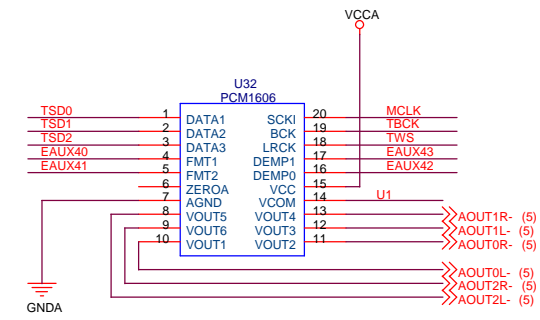 VCCA
U32
PCM1606
TSD0 1 DATA1 SCKI 20 MCLK
TSD1 2 DATA2 BCK 19 TBCK
TSD2 3 DATA3 LRCK 18 TWS
EAUX40 4 FMT1 DEMP1 17 EAUX43
EAUX41 5 FMT2 DEMP0 16 EAUX42
6 ZEROA VCC 15
7 AGND VCOM 14 U1
8 VOUT5 VOUT4 13 AOUT1R- (5)
9 VOUT6 VOUT3 12 AOUT1L- (5)
10 VOUT1 VOUT2 11 AOUT0R- (5)
AOUT0L- (5)
AOUT2R- (5)
AOUT2L- (5)
GNDA